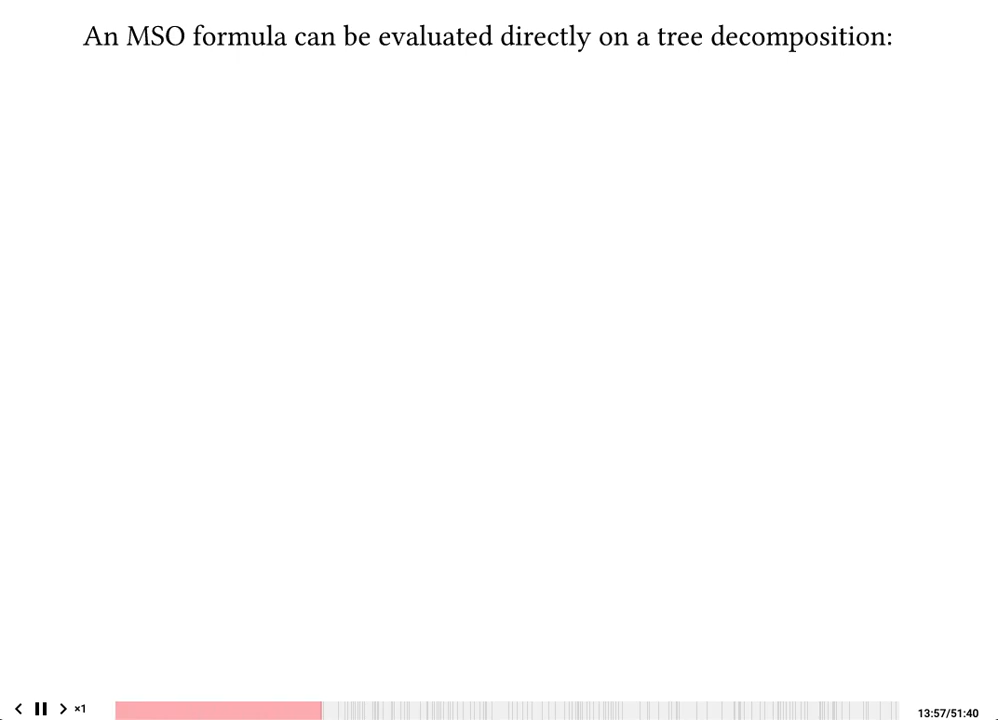 An MSO formula can be evaluated directly on a tree decomposition:
×1
13:57/51:40